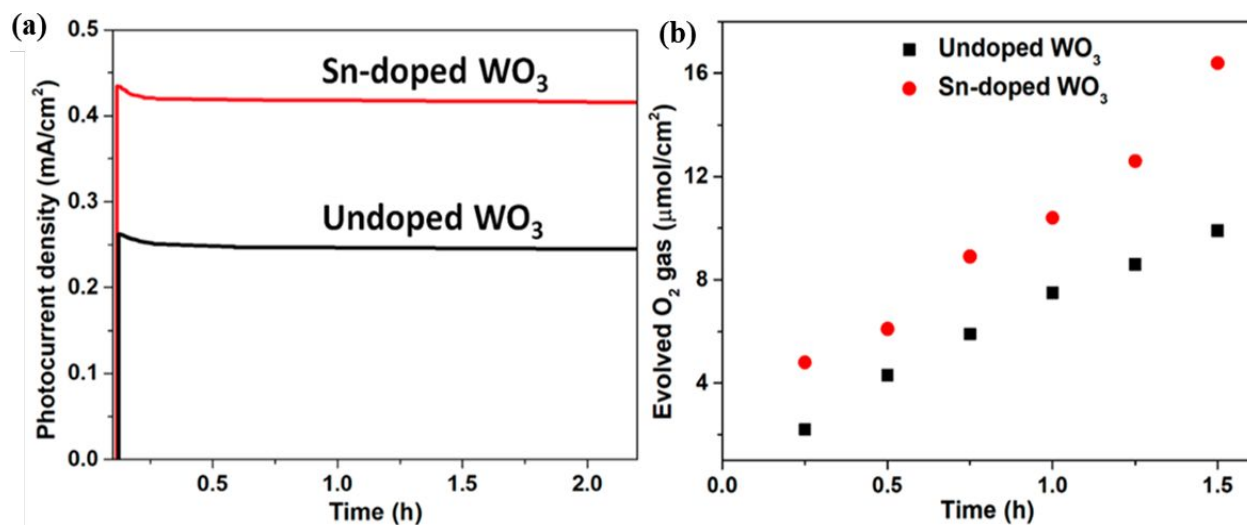 (a)
Photocurrent density (mA/cm²)
0.5
0.4
0.3
0.2
0.1
0.0
Sn-doped WO₃
Undoped WO₃
0.5 1.0 1.5 2.0
Time (h)
(b)
Evolved O₂ gas (μmol/cm²)
16
12
8
4
Undoped WO₃
Sn-doped WO₃
0.0 0.5 1.0 1.5
Time (h)